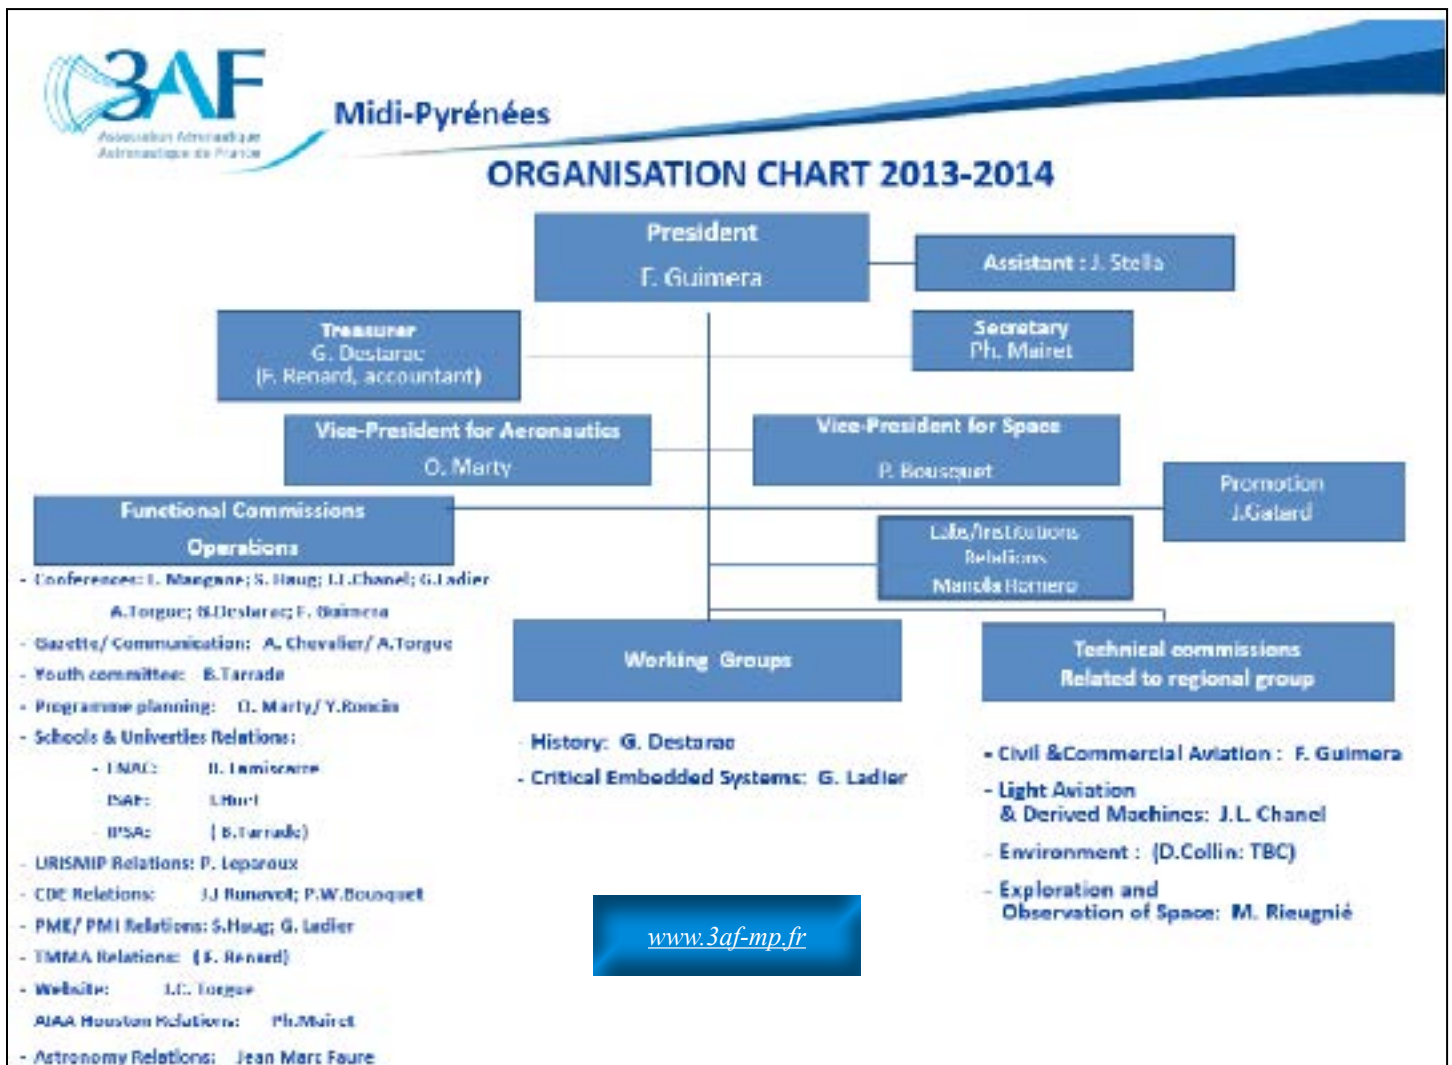 3AF
Association Aéronautique
Astronautique de France
Midi-Pyrénées
ORGANISATION CHART 2013-2014
President
F. Guimera
Assistant : J. Stella
Treasurer
G. Destarac
(F. Renard, accountant)
Secretary
Ph. Mairet
Vice-President for Aeronautics
O. Marty
Vice-President for Space
P. Bousquet
Promotion
J.Gatard
Functional Commissions
Operations
Labs/Institutions
Relations
Manola Romero
- Conferences: Mangane; S. Haug; J.L.Chanel; G.Ladier
A.Torgue; G.Destarac; F. Guimera
- Gazette/ Communication: A. Chevalier/ A.Torgue
- Youth committee: B.Tarrade
- Programme planning: O. Marty/ Y.Roncin
- Schools & Univerties Relations:
- ENAC:
ISAE:
- IPSA: ( B.Tarrade)
- URISMIP Relations: P. Leparoux
- CDE Relations: P.W.Bousquet
- PME/ PMI Relations: S.Haug; G. Ladier
- TMMA Relations: ( F. Renard)
- Website: J.C. Torgue
AIAA Houston Relations: Ph.Mairet
- Astronomy Relations: Jean Marc Faure
Working Groups
- History: G. Destarac
- Critical Embedded Systems: G. Ladier
Technical commissions
Related to regional group
- Civil &Commercial Aviation : F. Guimera
- Light Aviation
& Derived Machines: J.L. Chanel
- Environment : (D.Collin: TBC)
- Exploration and
Observation of Space: M. Rieugnié
www.3af-mp.fr